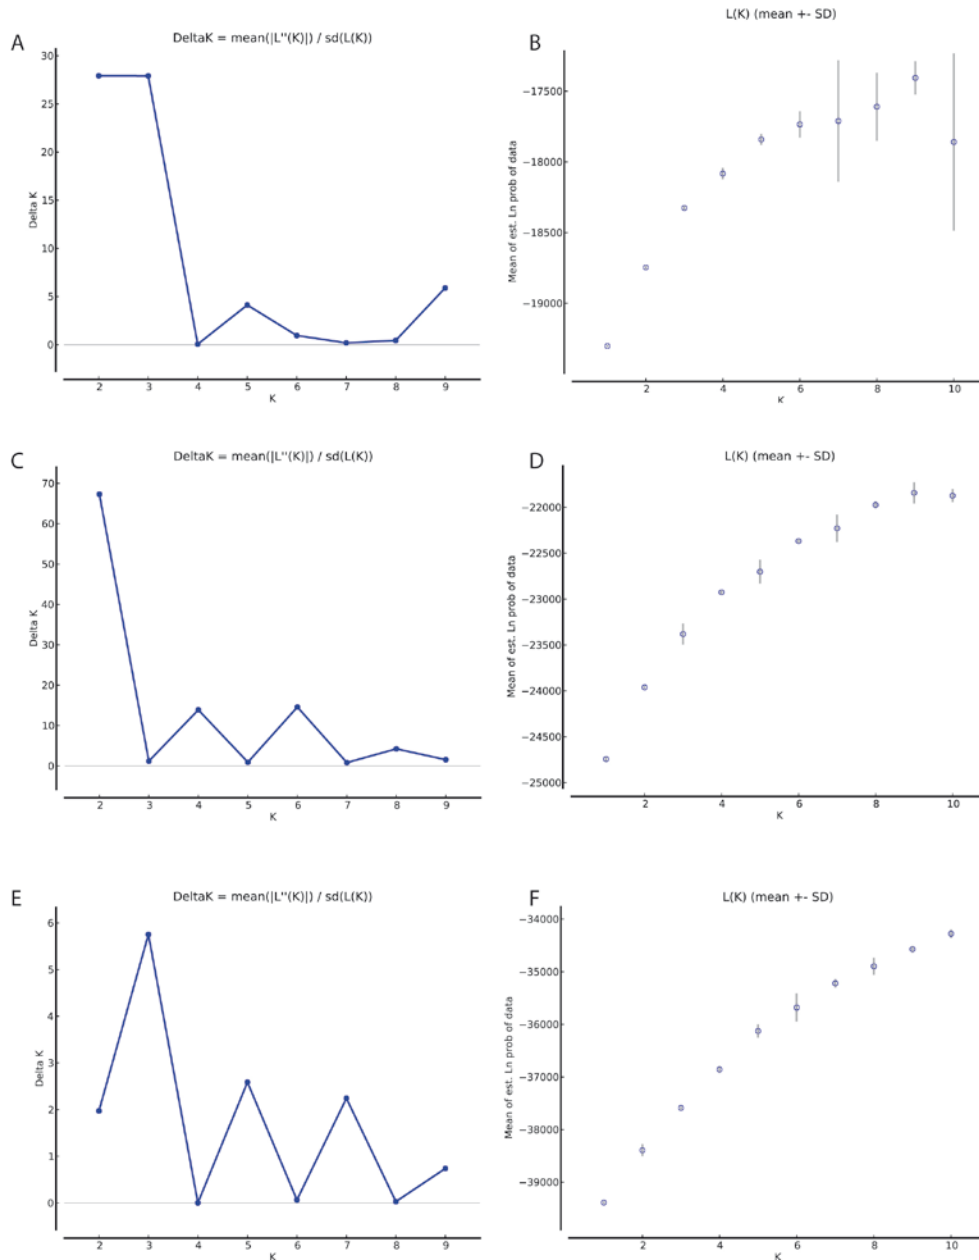 A
DeltaK = mean(|L''(K)|) / sd(L(K))
30
25
20
15
10
5
0
Delta K
2 3 4 5 6 7 8 9
K
B
L(K) (mean +- SD)
−17500
−18000
−18500
−19000
Mean of est. Ln prob of data
2 4 6 8 10
K
C
DeltaK = mean(|L''(K)|) / sd(L(K))
70
60
50
40
30
20
10
0
Delta K
2 3 4 5 6 7 8 9
K
D
L(K) (mean +- SD)
−22000
−22500
−23000
−23500
−24000
−24500
−25000
Mean of est. Ln prob of data
2 4 6 8 10
K
E
DeltaK = mean(|L''(K)|) / sd(L(K))
6
5
4
3
2
1
0
Delta K
2 3 4 5 6 7 8 9
K
F
L(K) (mean +- SD)
−34000
−35000
−36000
−37000
−38000
−39000
Mean of est. Ln prob of data
2 4 6 8 10
K